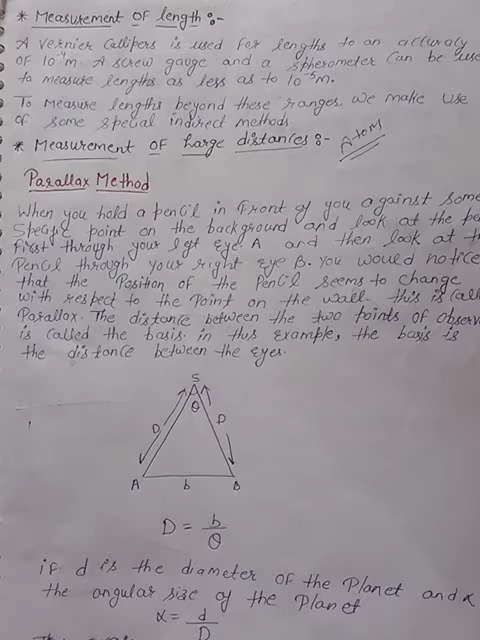 * Measurement Of length :-
A Vernier Callipers is used for lengths to an accuracy
of 10⁻⁴m. A screw gauge and a spherometer can be use
to measure lengths as less as to 10⁻⁵m.
To measure lengths beyond these ranges, we make use
of some special indirect methods.
* Measurement Of Large distances :-
A-tom
Parallax Method
When you hold a pencil in front of you against some
Specific point on the background and look at the pe
first through your left Eye A and then look at th
Pencil through your right Eye B. You would notice
that the Position of the Pencil seems to change
with respect to the Point on the wall. this is call
Parallax. The distance between the two points of observ
is called the basis. in this example, the basis is
the distance between the eyes.
S
θ
D D
A b B
D = b/θ
if d is the diameter of the Planet and α
the angular size of the Planet
α = d/D